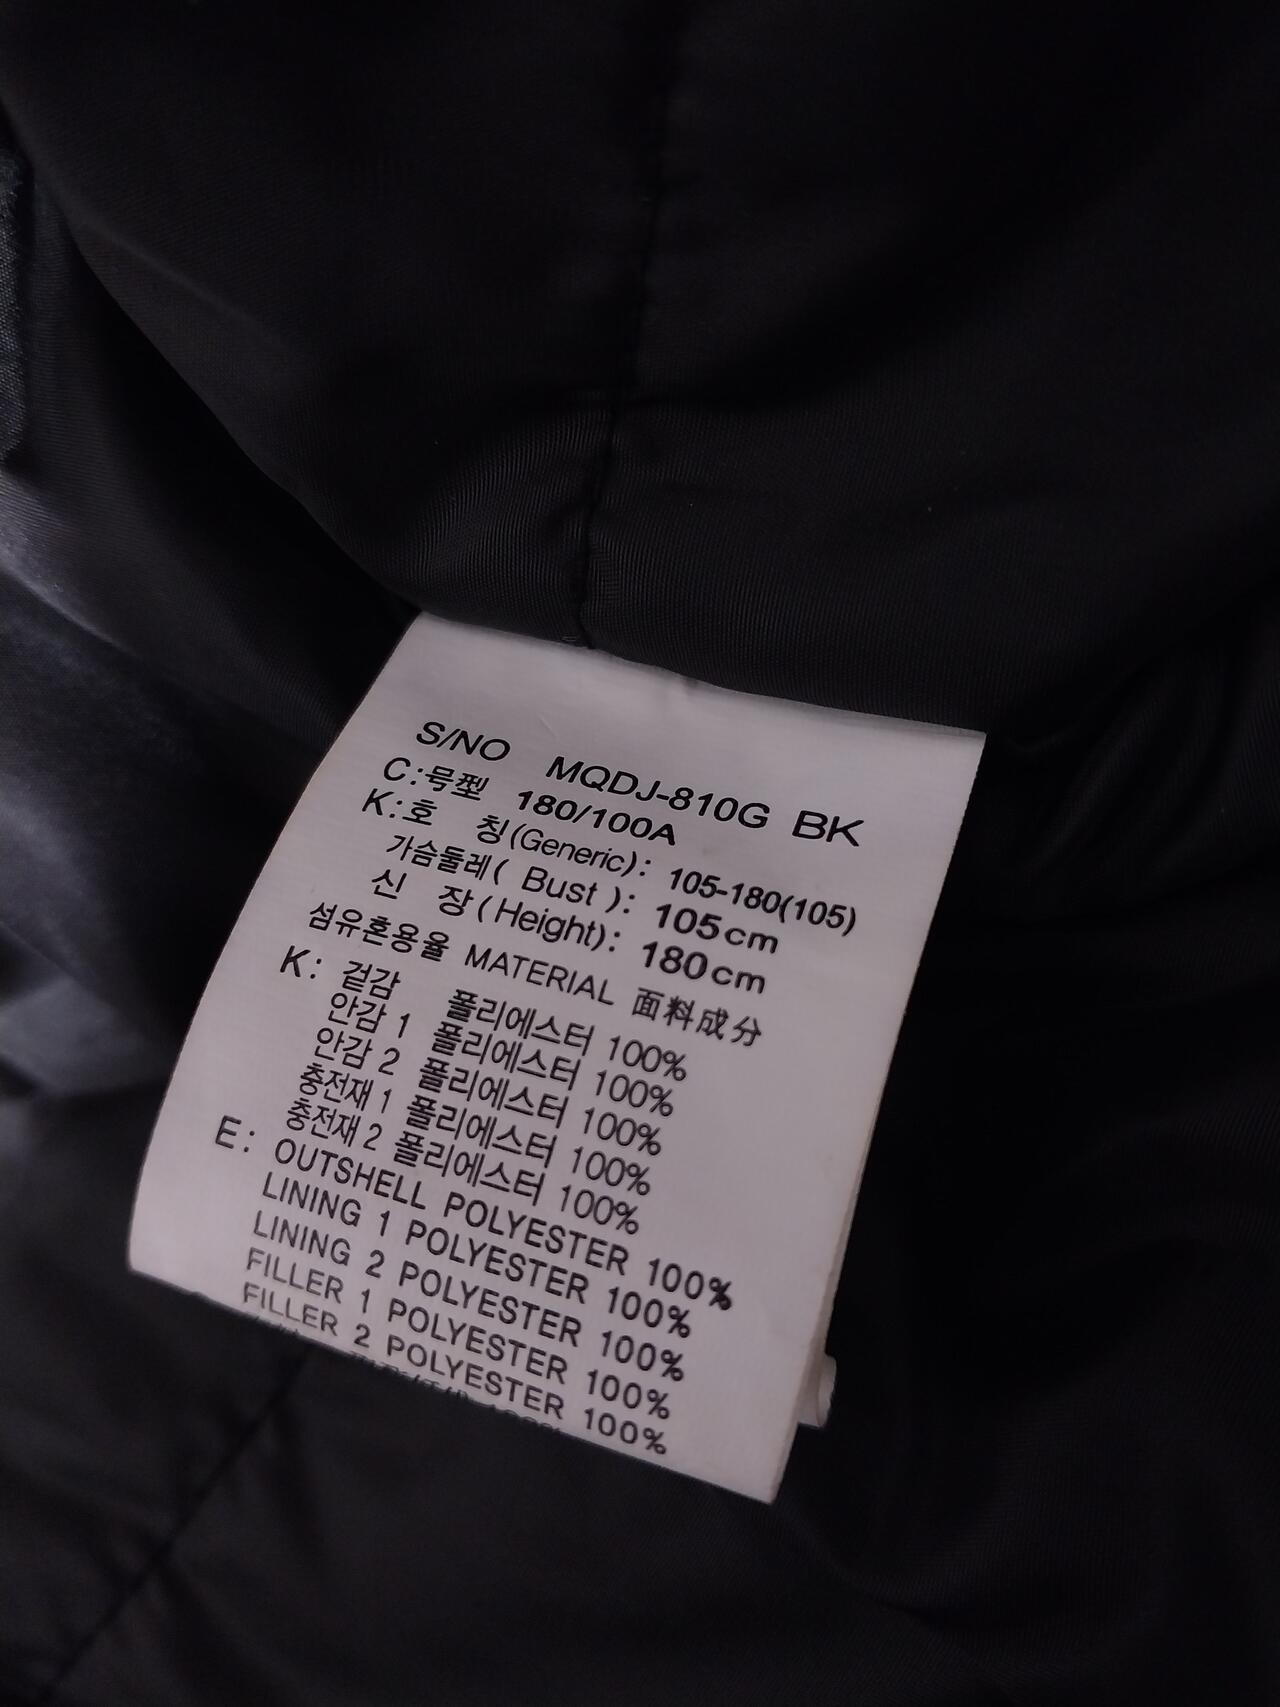 S/NO MQDJ-810G BK
C:号型 180/100A
K:호 칭(Generic): 105-180(105)
가슴둘레( Bust ): 105cm
신 장(Height): 180cm
섬유혼용율 MATERIAL 面料成分
K: 겉감 폴리에스터 100%
안감 1 폴리에스터 100%
안감 2 폴리에스터 100%
충전재 1 폴리에스터 100%
충전재 2 폴리에스터 100%
E: OUTSHELL POLYESTER 100%
LINING 1 POLYESTER 100%
LINING 2 POLYESTER 100%
FILLER 1 POLYESTER 100%
FILLER 2 POLYESTER 100%